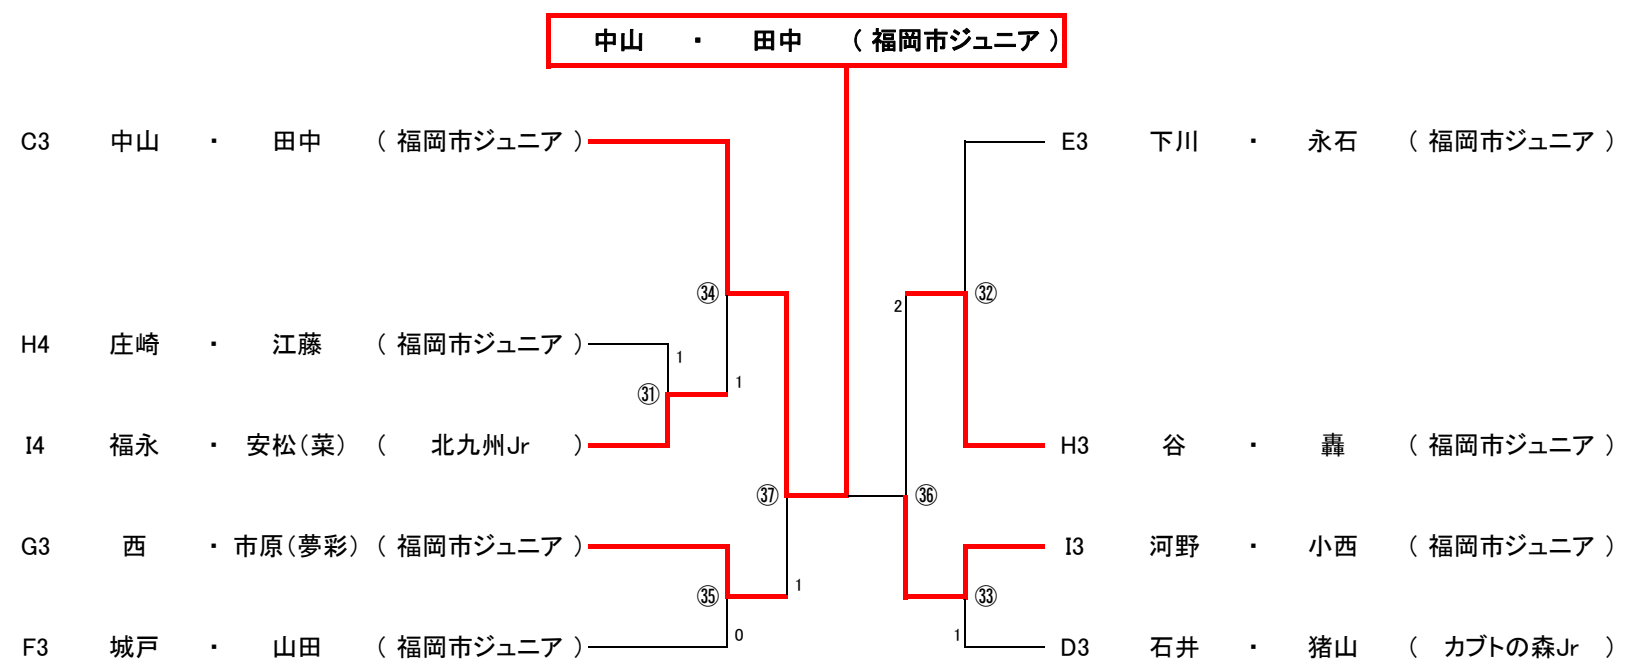 中山 ・ 田中 （ 福岡市ジュニア ）
C3 中山 ・ 田中 （ 福岡市ジュニア ）
E3 下川 ・ 永石 （ 福岡市ジュニア ）
㉞
2
㉜
H4 庄崎 ・ 江藤 （ 福岡市ジュニア ）
1
1
㉛
I4 福永 ・ 安松（菜） （ 北九州Jr ）
H3 谷 ・ 轟 （ 福岡市ジュニア ）
㊲
㊱
G3 西 ・ 市原（夢彩） （ 福岡市ジュニア ）
I3 河野 ・ 小西 （ 福岡市ジュニア ）
1
㉟
㉝
0
1
F3 城戸 ・ 山田 （ 福岡市ジュニア ）
D3 石井 ・ 猪山 （ カブトの森Jr ）